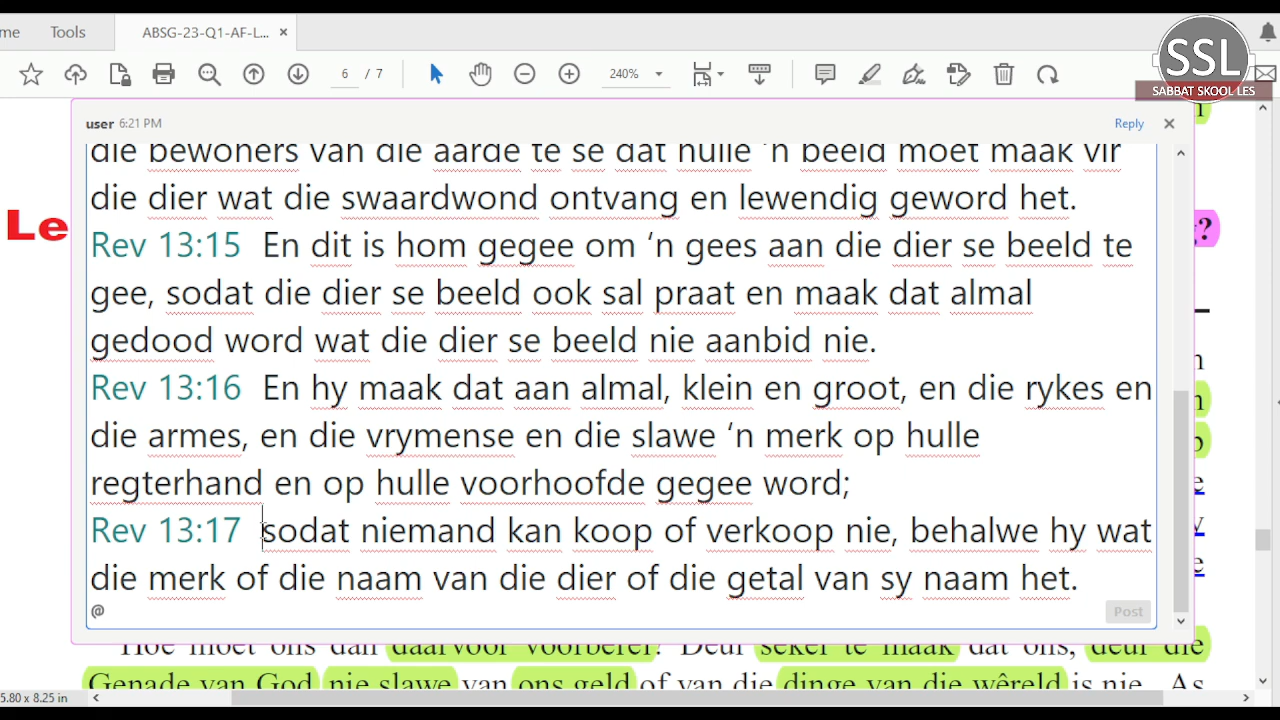 me Tools ABSG-23-Q1-AF-L... ×
SSL
SABBAT SKOOL LES
6 / 7 240%
user 6:21 PM Reply
die bewoners van die aarde te sê dat hulle 'n beeld moet maak vir
die dier wat die swaardwond ontvang en lewendig geword het.
Le
Rev 13:15 En dit is hom gegee om ‘n gees aan die dier se beeld te
gee, sodat die dier se beeld ook sal praat en maak dat almal
gedood word wat die dier se beeld nie aanbid nie.
Rev 13:16 En hy maak dat aan almal, klein en groot, en die rykes en
die armes, en die vrymense en die slawe ‘n merk op hulle
regterhand en op hulle voorhoofde gegee word;
Rev 13:17 sodat niemand kan koop of verkoop nie, behalwe hy wat
die merk of die naam van die dier of die getal van sy naam het.
@ Post
Hoe moet ons dan daarvoor voorberei? Deur seker te maak dat ons, deur die
Genade van God nie slawe van ons geld of van die dinge van die wêreld is nie. As
5.80 x 8.25 in